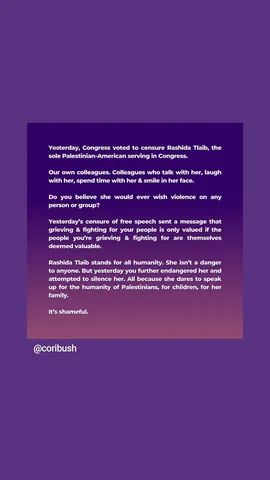 Yesterday, Congress voted to censure Rashida Tlaib, the
sole Palestinian-American serving in Congress.
Our own colleagues. Colleagues who talk with her, laugh
with her, spend time with her & smile in her face.
Do you believe she would ever wish violence on any
person or group?
Yesterday's censure of free speech sent a message that
grieving & fighting for your people is only valued if the
people you're grieving & fighting for are themselves
deemed valuable.
Rashida Tlaib stands for all humanity. She isn't a danger
to anyone. But yesterday you further endangered her and
attempted to silence her. All because she dares to speak
up for the humanity of Palestinians, for children, for her
family.
It's shameful.
@coribush